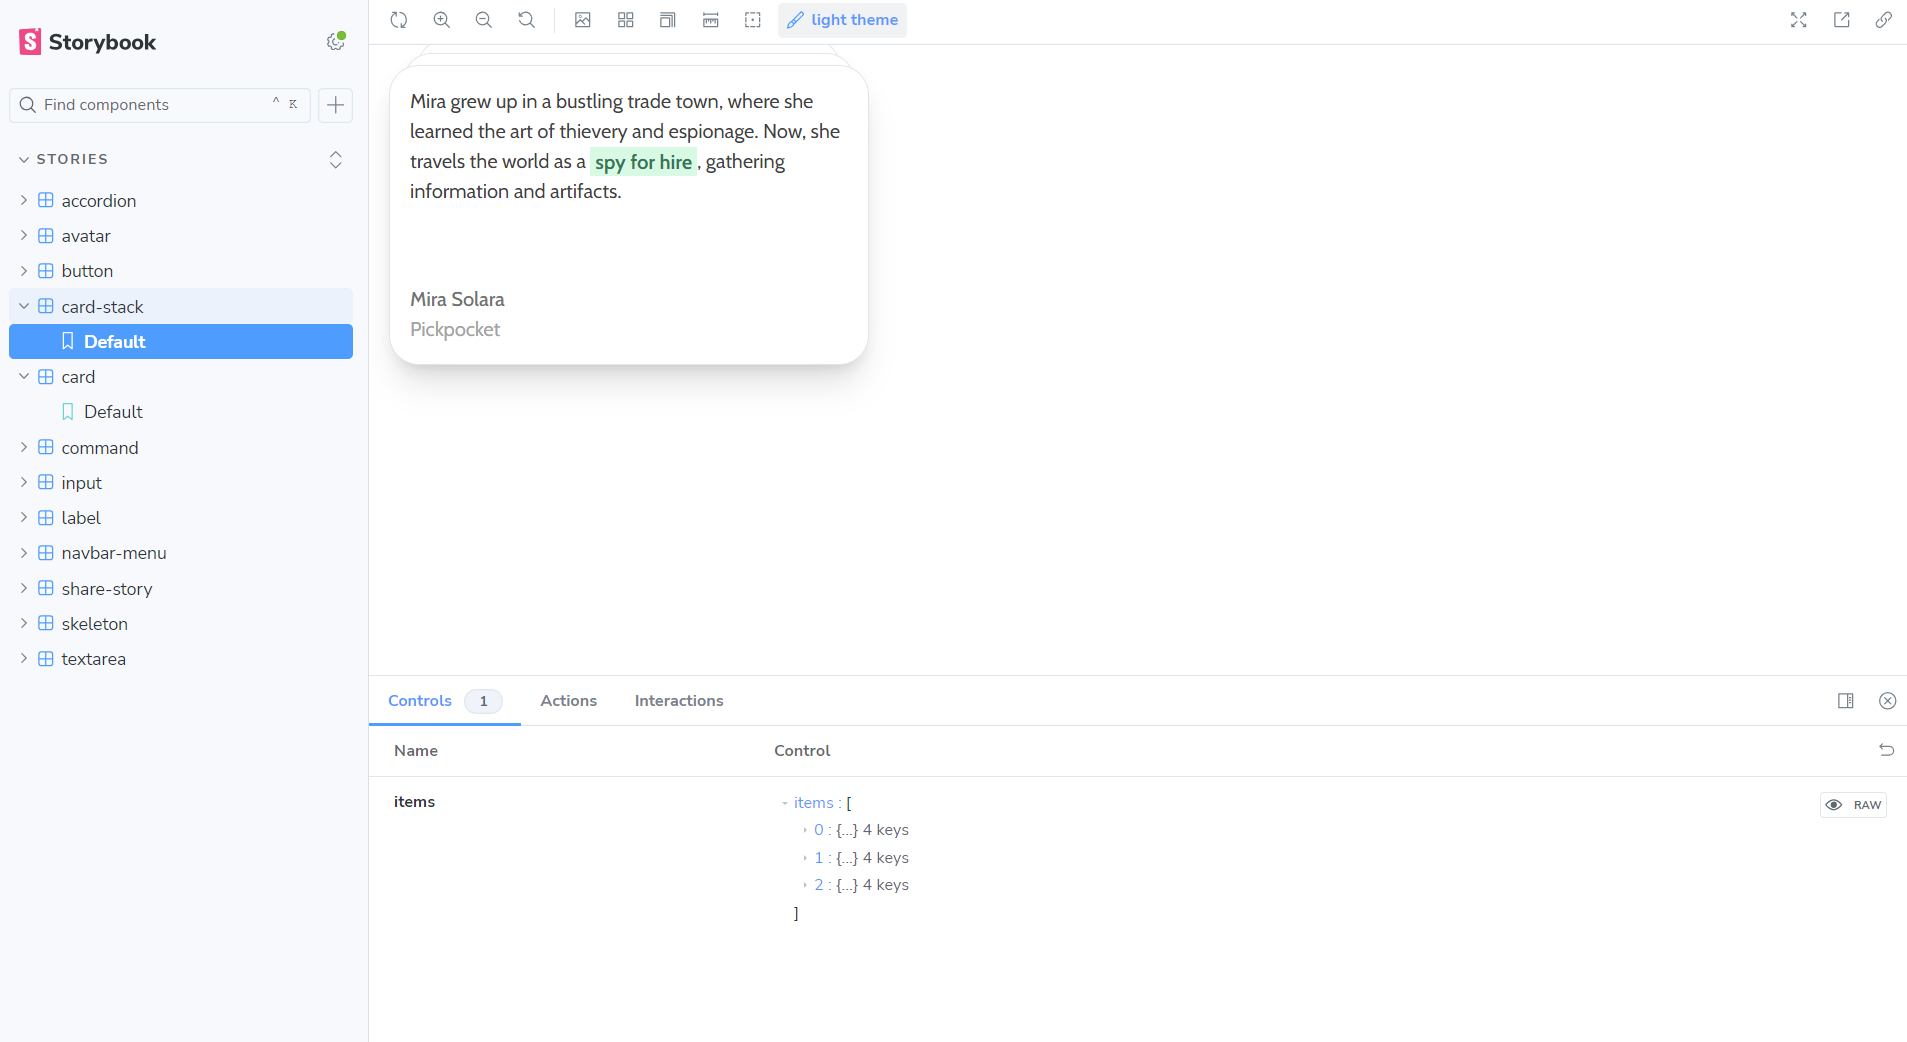 Storybook
Find components
^ K
STORIES
accordion
avatar
button
card-stack
Default
card
Default
command
input
label
navbar-menu
share-story
skeleton
textarea
light theme
Mira grew up in a bustling trade town, where she
learned the art of thievery and espionage. Now, she
travels the world as a spy for hire, gathering
information and artifacts.
Mira Solara
Pickpocket
Controls 1 Actions Interactions
Name Control
items
items : [
0 : {...} 4 keys
1 : {...} 4 keys
2 : {...} 4 keys
]
RAW